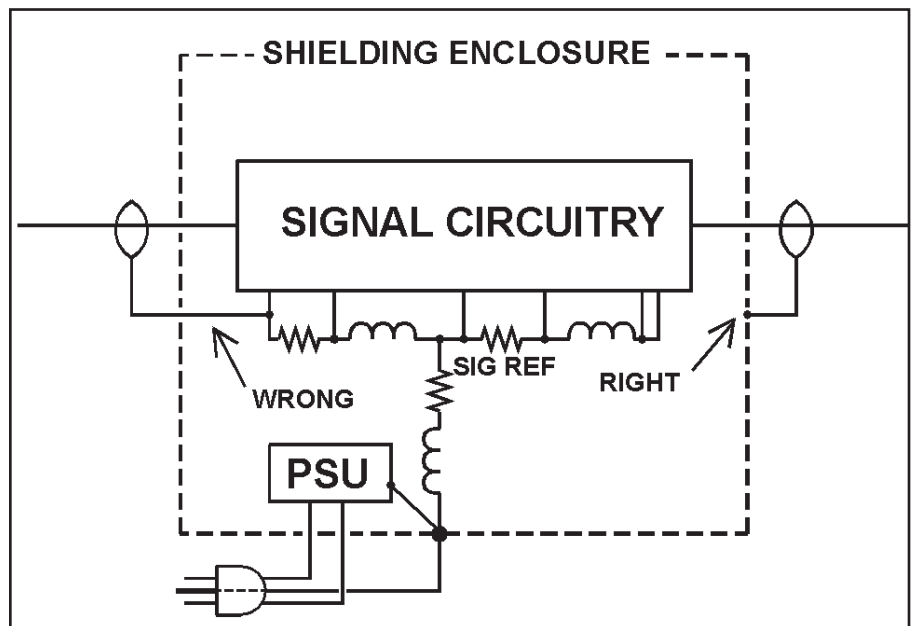 SHIELDING ENCLOSURE
SIGNAL CIRCUITRY
SIG REF
WRONG
RIGHT
PSU